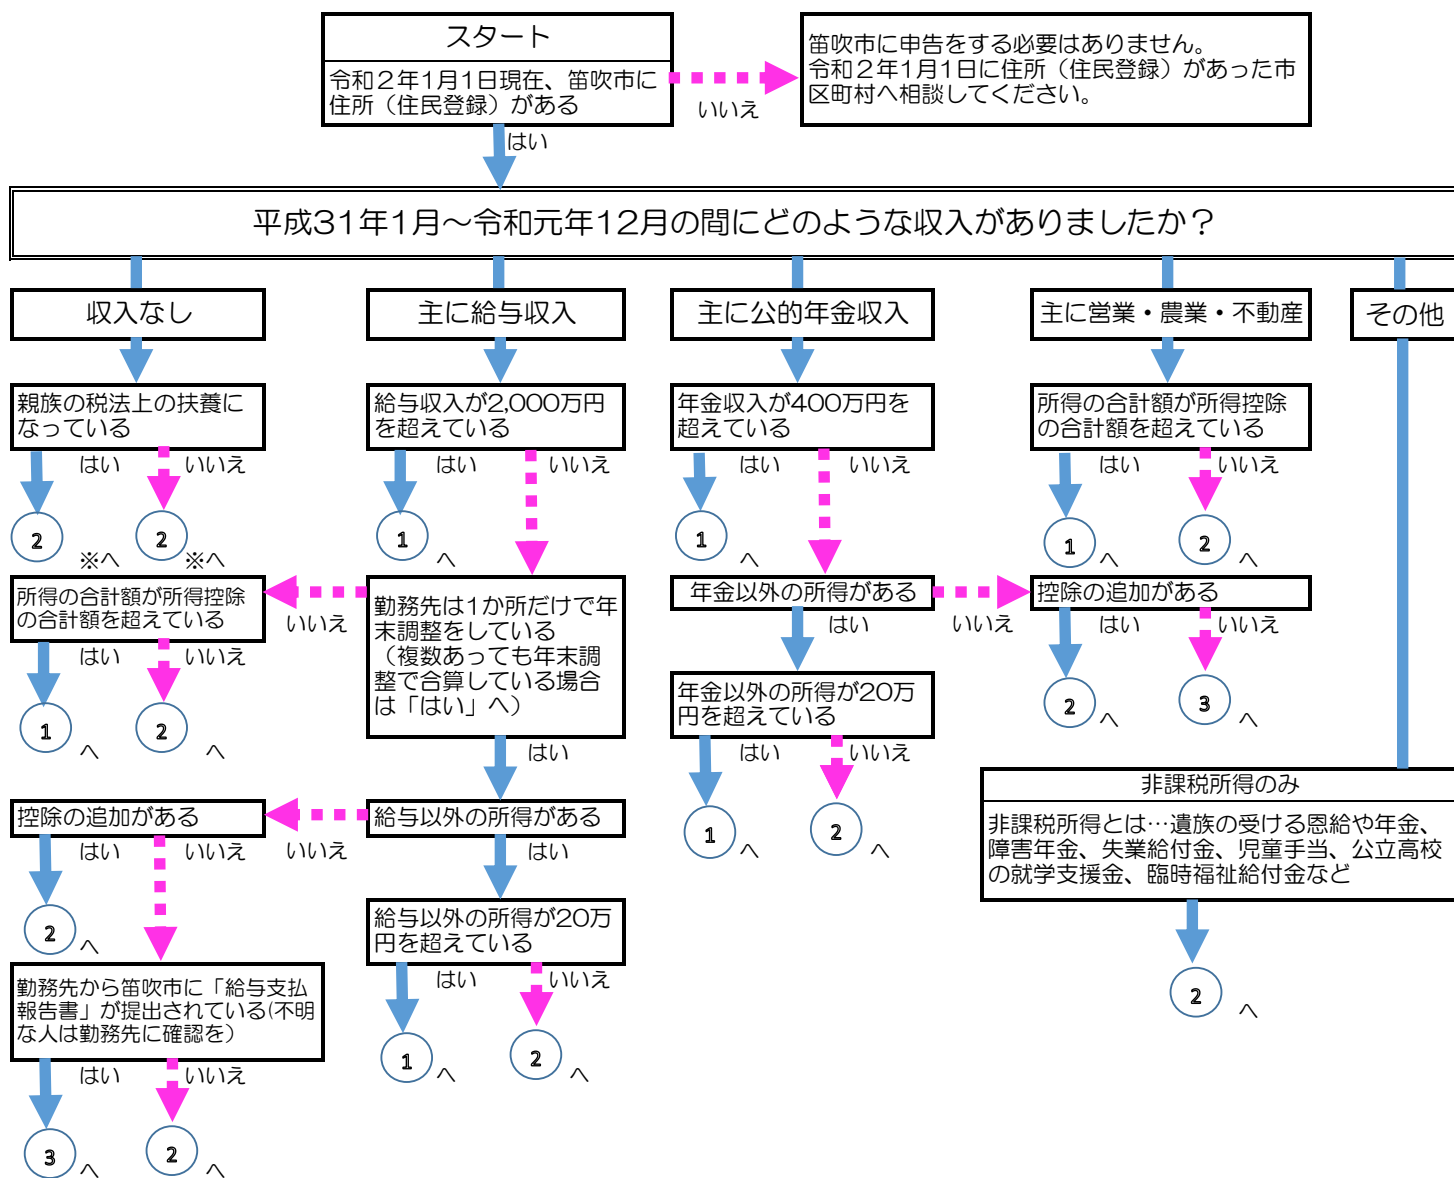 スタート
令和2年1月1日現在、笛吹市に
住所（住民登録）がある
いいえ
笛吹市に申告をする必要はありません。
令和2年1月1日に住所（住民登録）があった市
区町村へ相談してください。
はい
平成31年1月～令和元年12月の間にどのような収入がありましたか？
収入なし
主に給与収入
主に公的年金収入
主に営業・農業・不動産
その他
親族の税法上の扶養に
なっている
はい
いいえ
2
※へ
2
※へ
給与収入が2,000万円
を超えている
はい
いいえ
1
へ
年金収入が400万円を
超えている
はい
いいえ
1
へ
所得の合計額が所得控除
の合計額を超えている
はい
いいえ
1
へ
2
へ
所得の合計額が所得控除
の合計額を超えている
はい
いいえ
1
へ
2
へ
いいえ
勤務先は1か所だけで年
末調整をしている
（複数あっても年末調
整で合算している場合
は「はい」へ）
はい
年金以外の所得がある
はい
いいえ
控除の追加がある
はい
いいえ
2
へ
3
へ
年金以外の所得が20万
円を超えている
はい
いいえ
1
へ
2
へ
控除の追加がある
はい
いいえ
2
へ
いいえ
給与以外の所得がある
はい
給与以外の所得が20万
円を超えている
はい
いいえ
1
へ
2
へ
非課税所得のみ
非課税所得とは…遺族の受ける恩給や年金、
障害年金、失業給付金、児童手当、公立高校
の就学支援金、臨時福祉給付金など
2
へ
勤務先から笛吹市に「給与支払
報告書」が提出されている(不明
な人は勤務先に確認を）
はい
いいえ
3
へ
2
へ